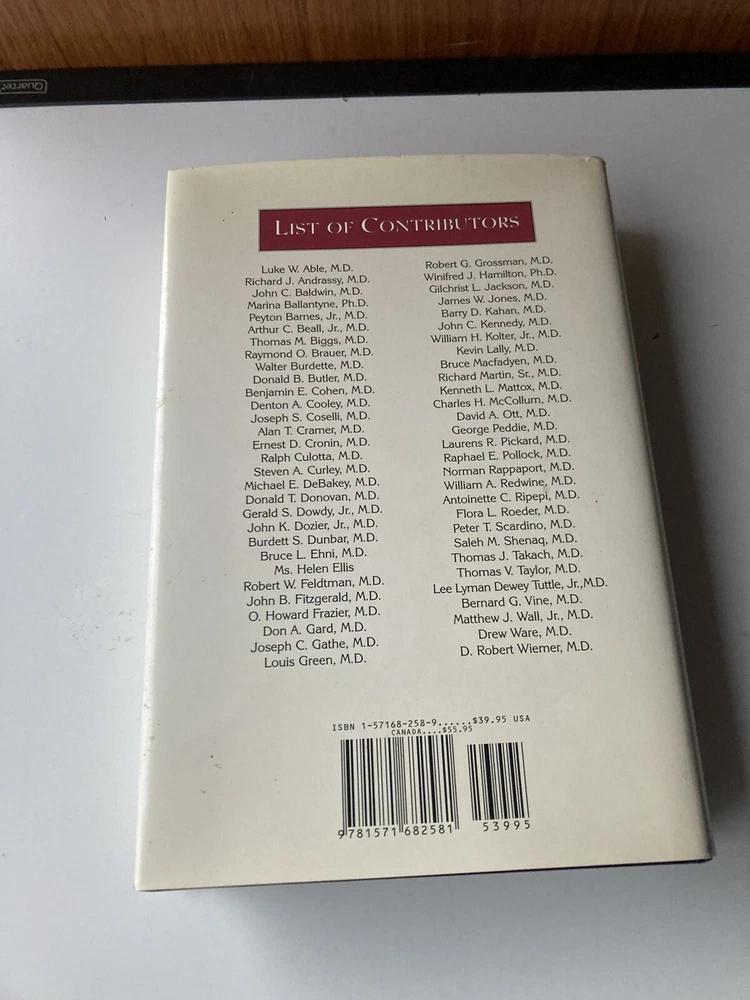 Quartet
LIST OF CONTRIBUTORS
Luke W. Able, M.D.
Richard J. Andrassy, M.D.
John C. Baldwin, M.D.
Marina Ballantyne, Ph.D.
Peyton Barnes, Jr., M.D.
Arthur C. Beall, Jr., M.D.
Thomas M. Biggs, M.D.
Raymond O. Brauer, M.D.
Walter Burdette, M.D.
Donald B. Butler, M.D.
Benjamin E. Cohen, M.D.
Denton A. Cooley, M.D.
Joseph S. Coselli, M.D.
Alan T. Cramer, M.D.
Ernest D. Cronin, M.D.
Ralph Culotta, M.D.
Steven A. Curley, M.D.
Michael E. DeBakey, M.D.
Donald T. Donovan, M.D.
Gerald S. Dowdy, Jr., M.D.
John K. Dozier, Jr., M.D.
Burdett S. Dunbar, M.D.
Bruce L. Ehni, M.D.
Ms. Helen Ellis
Robert W. Feldtman, M.D.
John B. Fitzgerald, M.D.
O. Howard Frazier, M.D.
Don A. Gard, M.D.
Joseph C. Gathe, M.D.
Louis Green, M.D.
Robert G. Grossman, M.D.
Winifred J. Hamilton, Ph.D.
Gilchrist L. Jackson, M.D.
James W. Jones, M.D.
Barry D. Kahan, M.D.
John C. Kennedy, M.D.
William H. Kolter, Jr., M.D.
Kevin Lally, M.D.
Bruce Macfadyen, M.D.
Richard Martin, Sr., M.D.
Kenneth L. Mattox, M.D.
Charles H. McCollum, M.D.
David A. Ott, M.D.
George Peddie, M.D.
Laurens R. Pickard, M.D.
Raphael E. Pollock, M.D.
Norman Rappaport, M.D.
William A. Redwine, M.D.
Antoinette C. Ripepi, M.D.
Flora L. Roeder, M.D.
Peter T. Scardino, M.D.
Saleh M. Shenaq, M.D.
Thomas J. Takach, M.D.
Thomas V. Taylor, M.D.
Lee Lyman Dewey Tuttle, Jr.,M.D.
Bernard G. Vine, M.D.
Matthew J. Wall, Jr., M.D.
Drew Ware, M.D.
D. Robert Wiemer, M.D.
ISBN 1-57168-258-9......$39.95 USA
CANADA....$55.95
9781571682581
53995